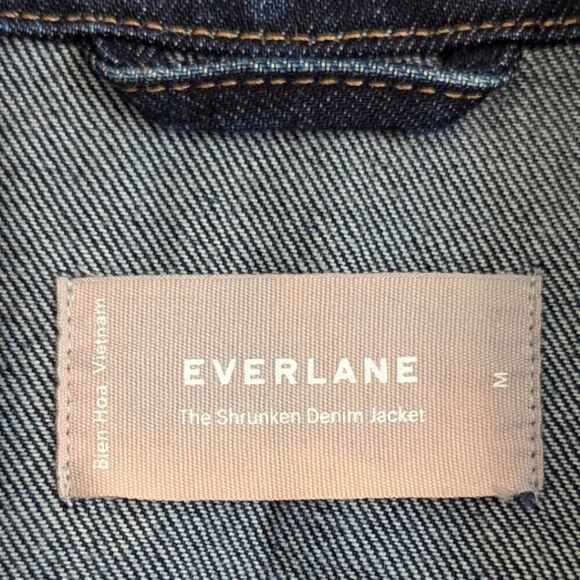 Bien Hoa, Vietnam
EVERLANE
The Shrunken Denim Jacket
M